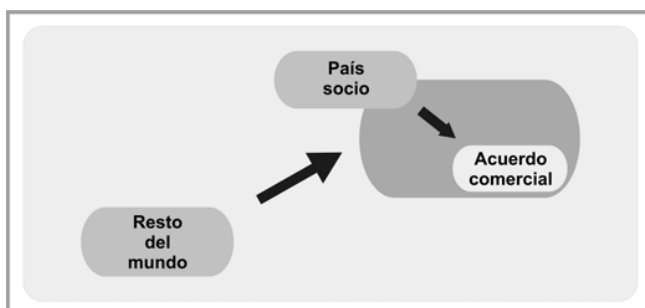 País
socio
Acuerdo
comercial
Resto
del
mundo